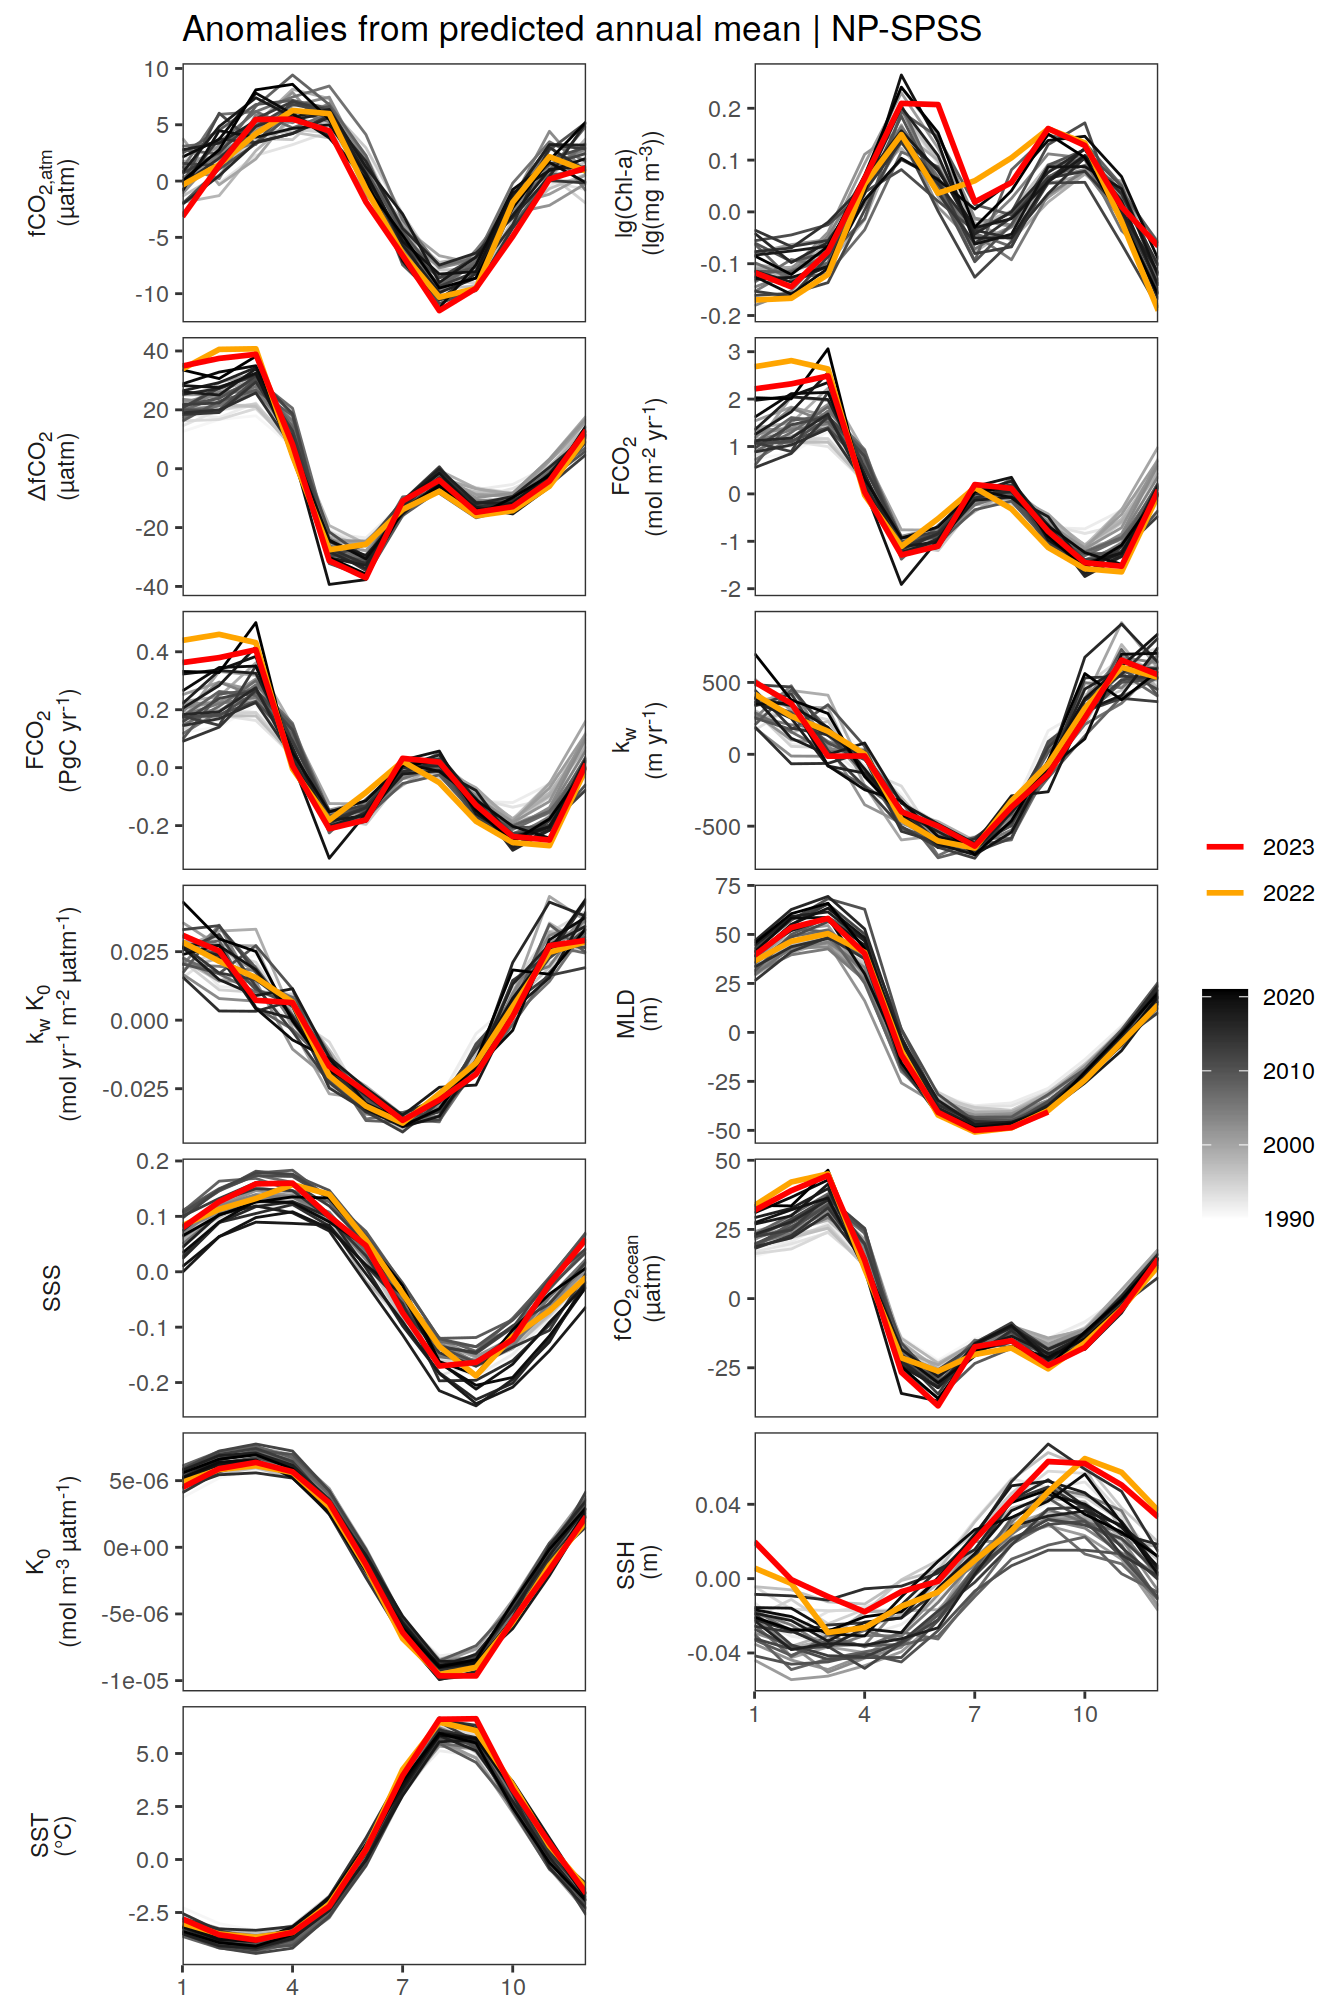 Anomalies from predicted annual mean | NP-SPSS
fCO2,atm
(µatm)
10
5
0
-5
-10
lg(Chl-a)
(lg(mg m-3))
0.2
0.1
0.0
-0.1
-0.2
ΔfCO2
(µatm)
40
20
0
-20
-40
FCO2
(mol m-2 yr-1)
3
2
1
0
-1
-2
FCO2
(PgC yr-1)
0.4
0.2
0.0
-0.2
kw
(m yr-1)
500
0
-500
kw K0
(mol yr-1 m-2 µatm-1)
0.025
0.000
-0.025
MLD
(m)
75
50
25
0
-25
-50
SSS
0.2
0.1
0.0
-0.1
-0.2
fCO2,ocean
(µatm)
50
25
0
-25
K0
(mol m-3 µatm-1)
5e-06
0e+00
-5e-06
-1e-05
SSH
(m)
0.04
0.00
-0.04
1 4 7 10
SST
(°C)
5.0
2.5
0.0
-2.5
1 4 7 10
2023
2022
2020
2010
2000
1990